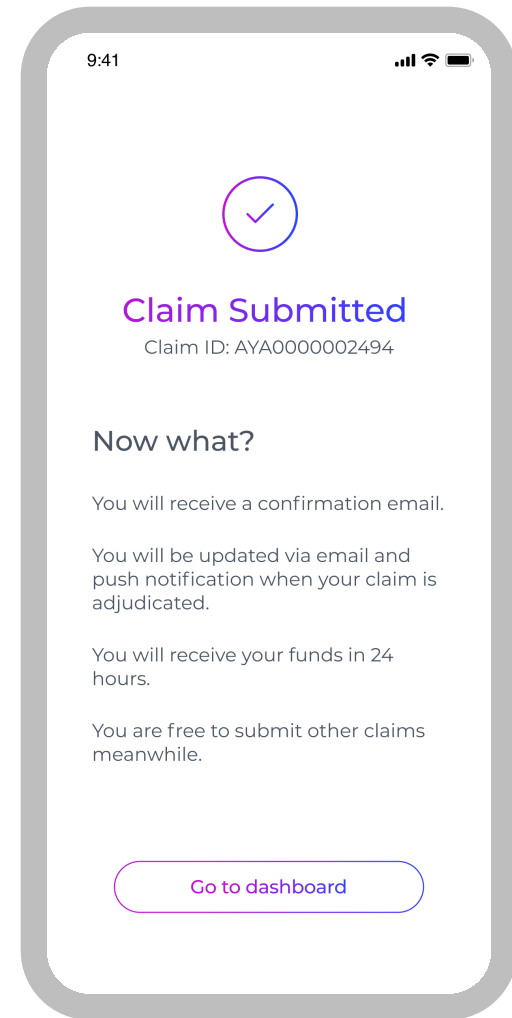 9:41
Claim Submitted
Claim ID: AYA0000002494
Now what?
You will receive a confirmation email.
You will be updated via email and
push notification when your claim is
adjudicated.
You will receive your funds in 24
hours.
You are free to submit other claims
meanwhile.
Go to dashboard